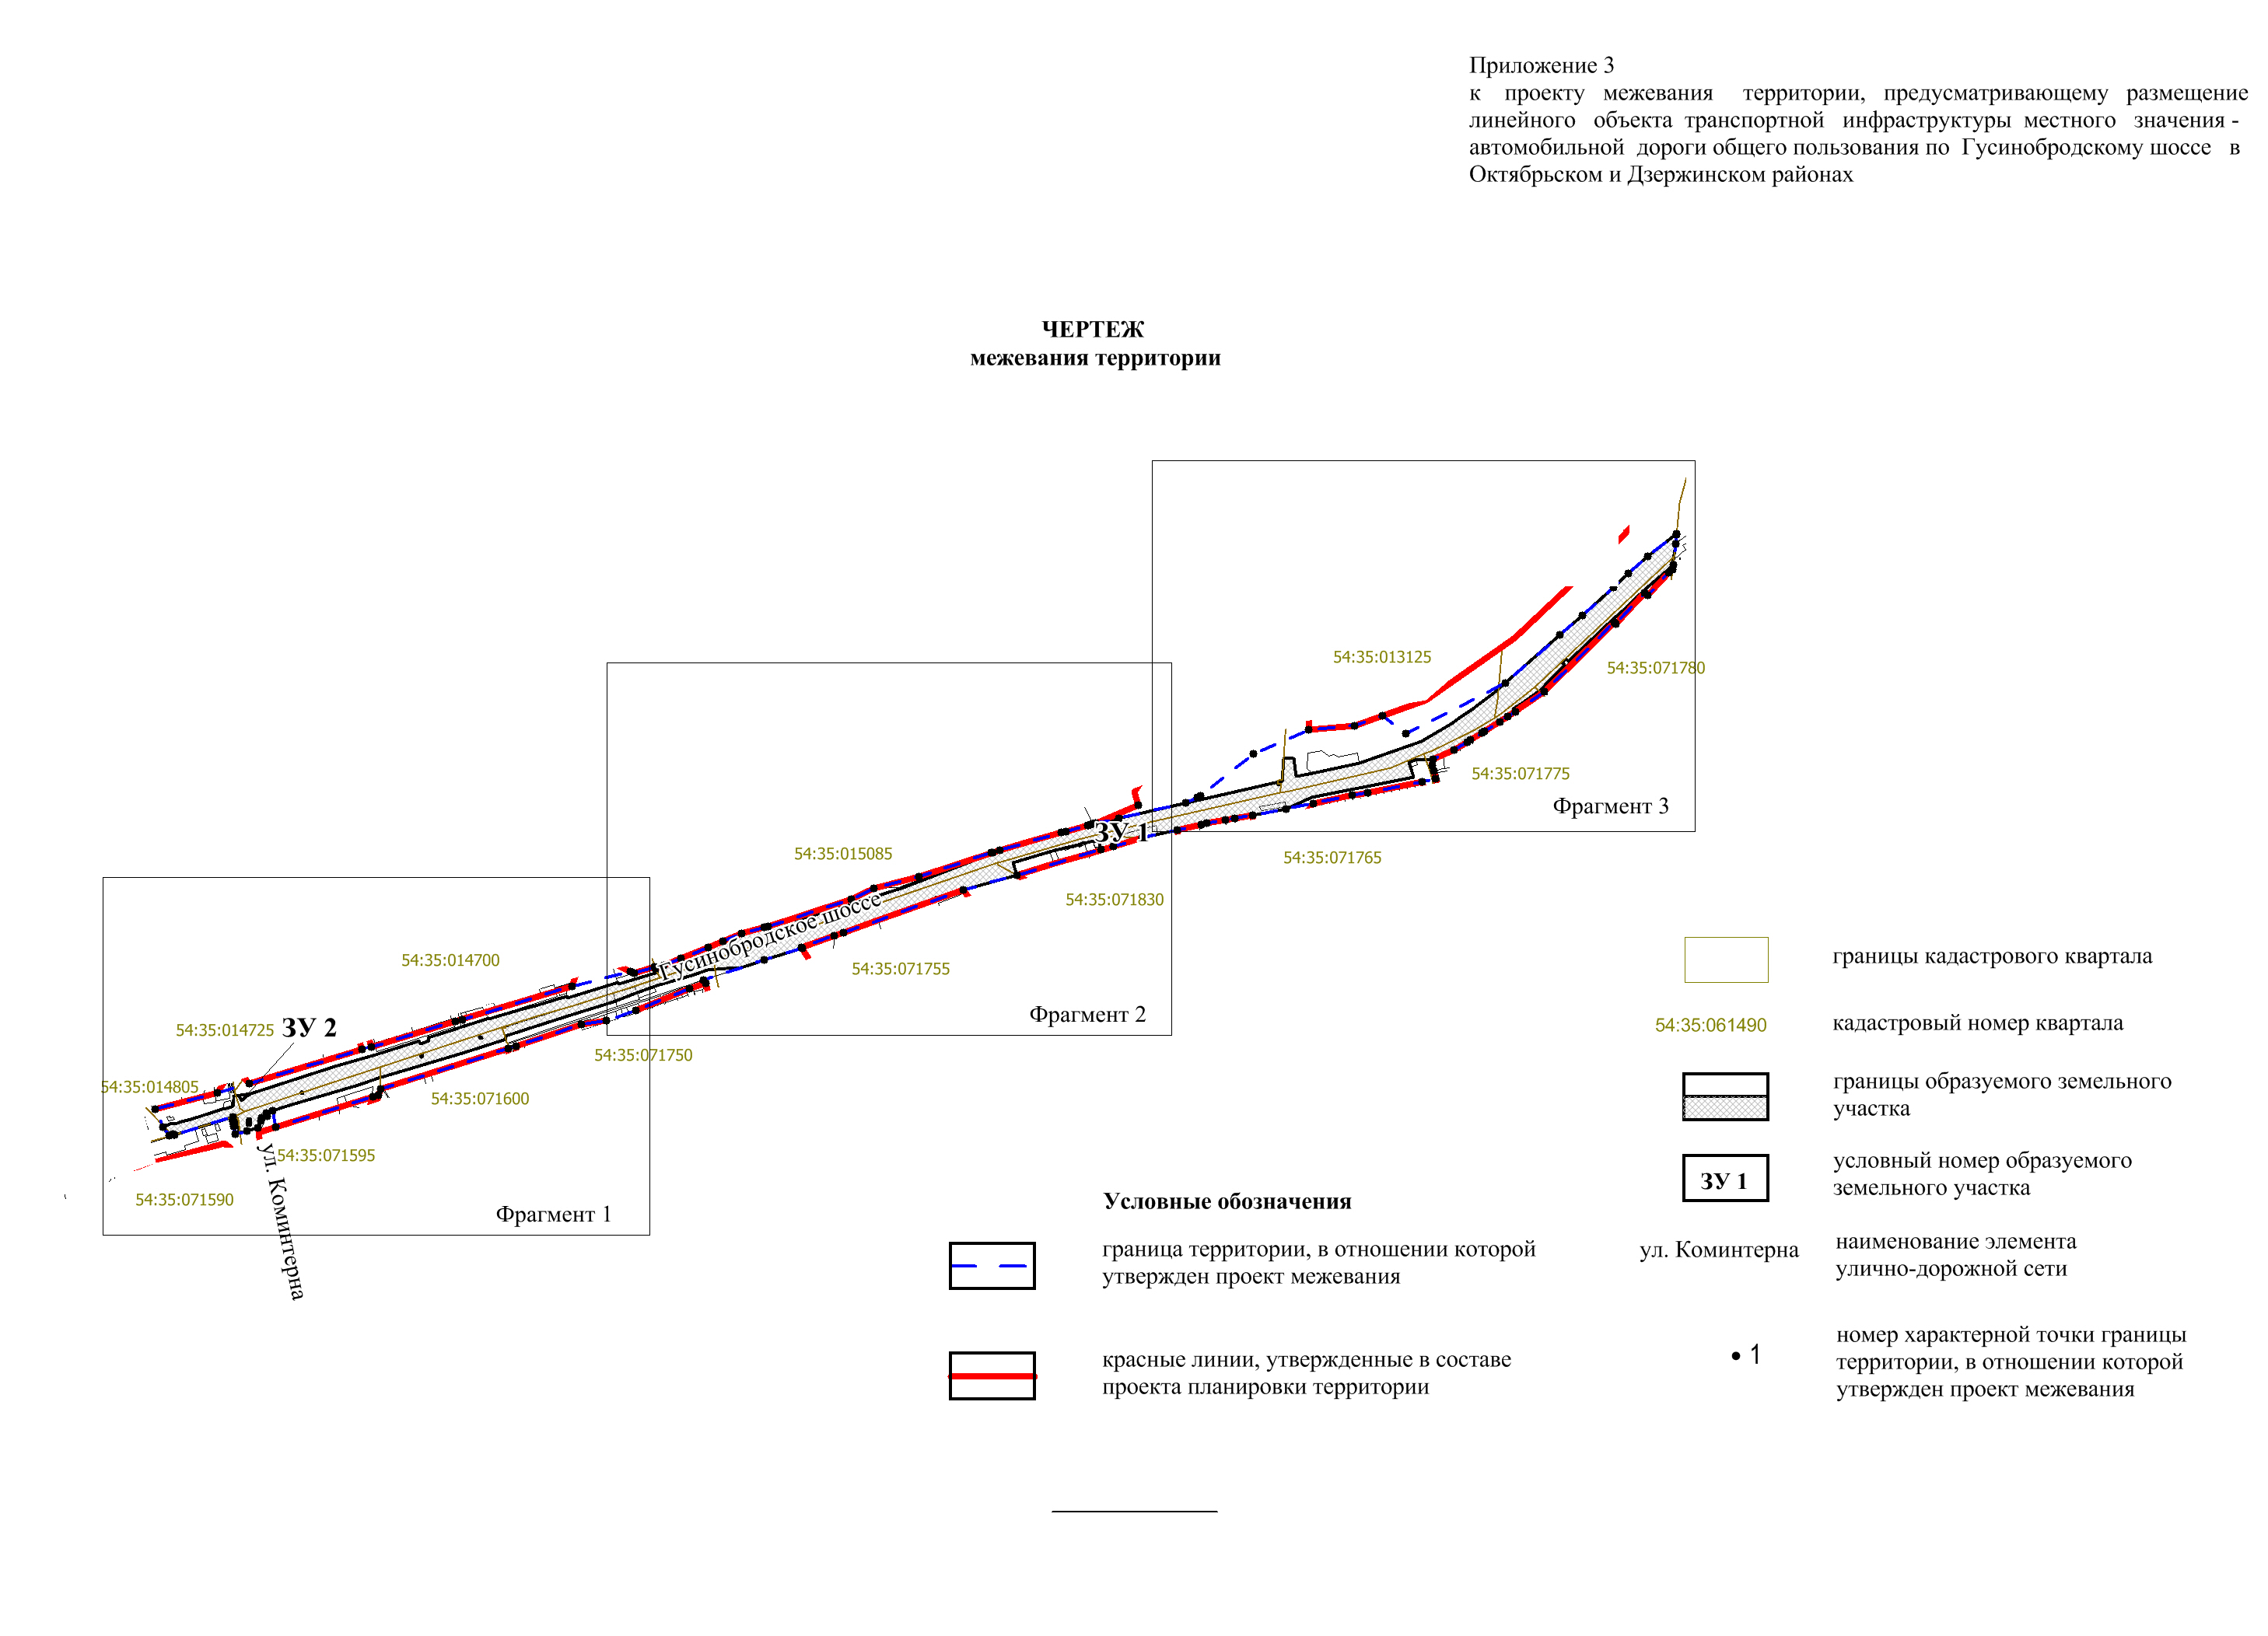 Приложение 3
к проекту межевания территории, предусматривающему размещение
линейного объекта транспортной инфраструктуры местного значения -
автомобильной дороги общего пользования по Гусинобродскому шоссе в
Октябрьском и Дзержинском районах
ЧЕРТЕЖ
межевания территории
54:35:013125
54:35:071780
54:35:071775
Фрагмент 3
ЗУ 1
54:35:015085
54:35:071765
54:35:071830
Гусинобродское шоссе
54:35:014700
54:35:071755
Фрагмент 2
54:35:014725
ЗУ 2
54:35:071750
54:35:014805
54:35:071600
54:35:071595
54:35:071590
ул. Коминтерна
Фрагмент 1
границы кадастрового квартала
54:35:061490
кадастровый номер квартала
границы образуемого земельного
участка
ЗУ 1
условный номер образуемого
земельного участка
ул. Коминтерна
наименование элемента
улично-дорожной сети
1
номер характерной точки границы
территории, в отношении которой
утвержден проект межевания
Условные обозначения
граница территории, в отношении которой
утвержден проект межевания
красные линии, утвержденные в составе
проекта планировки территории